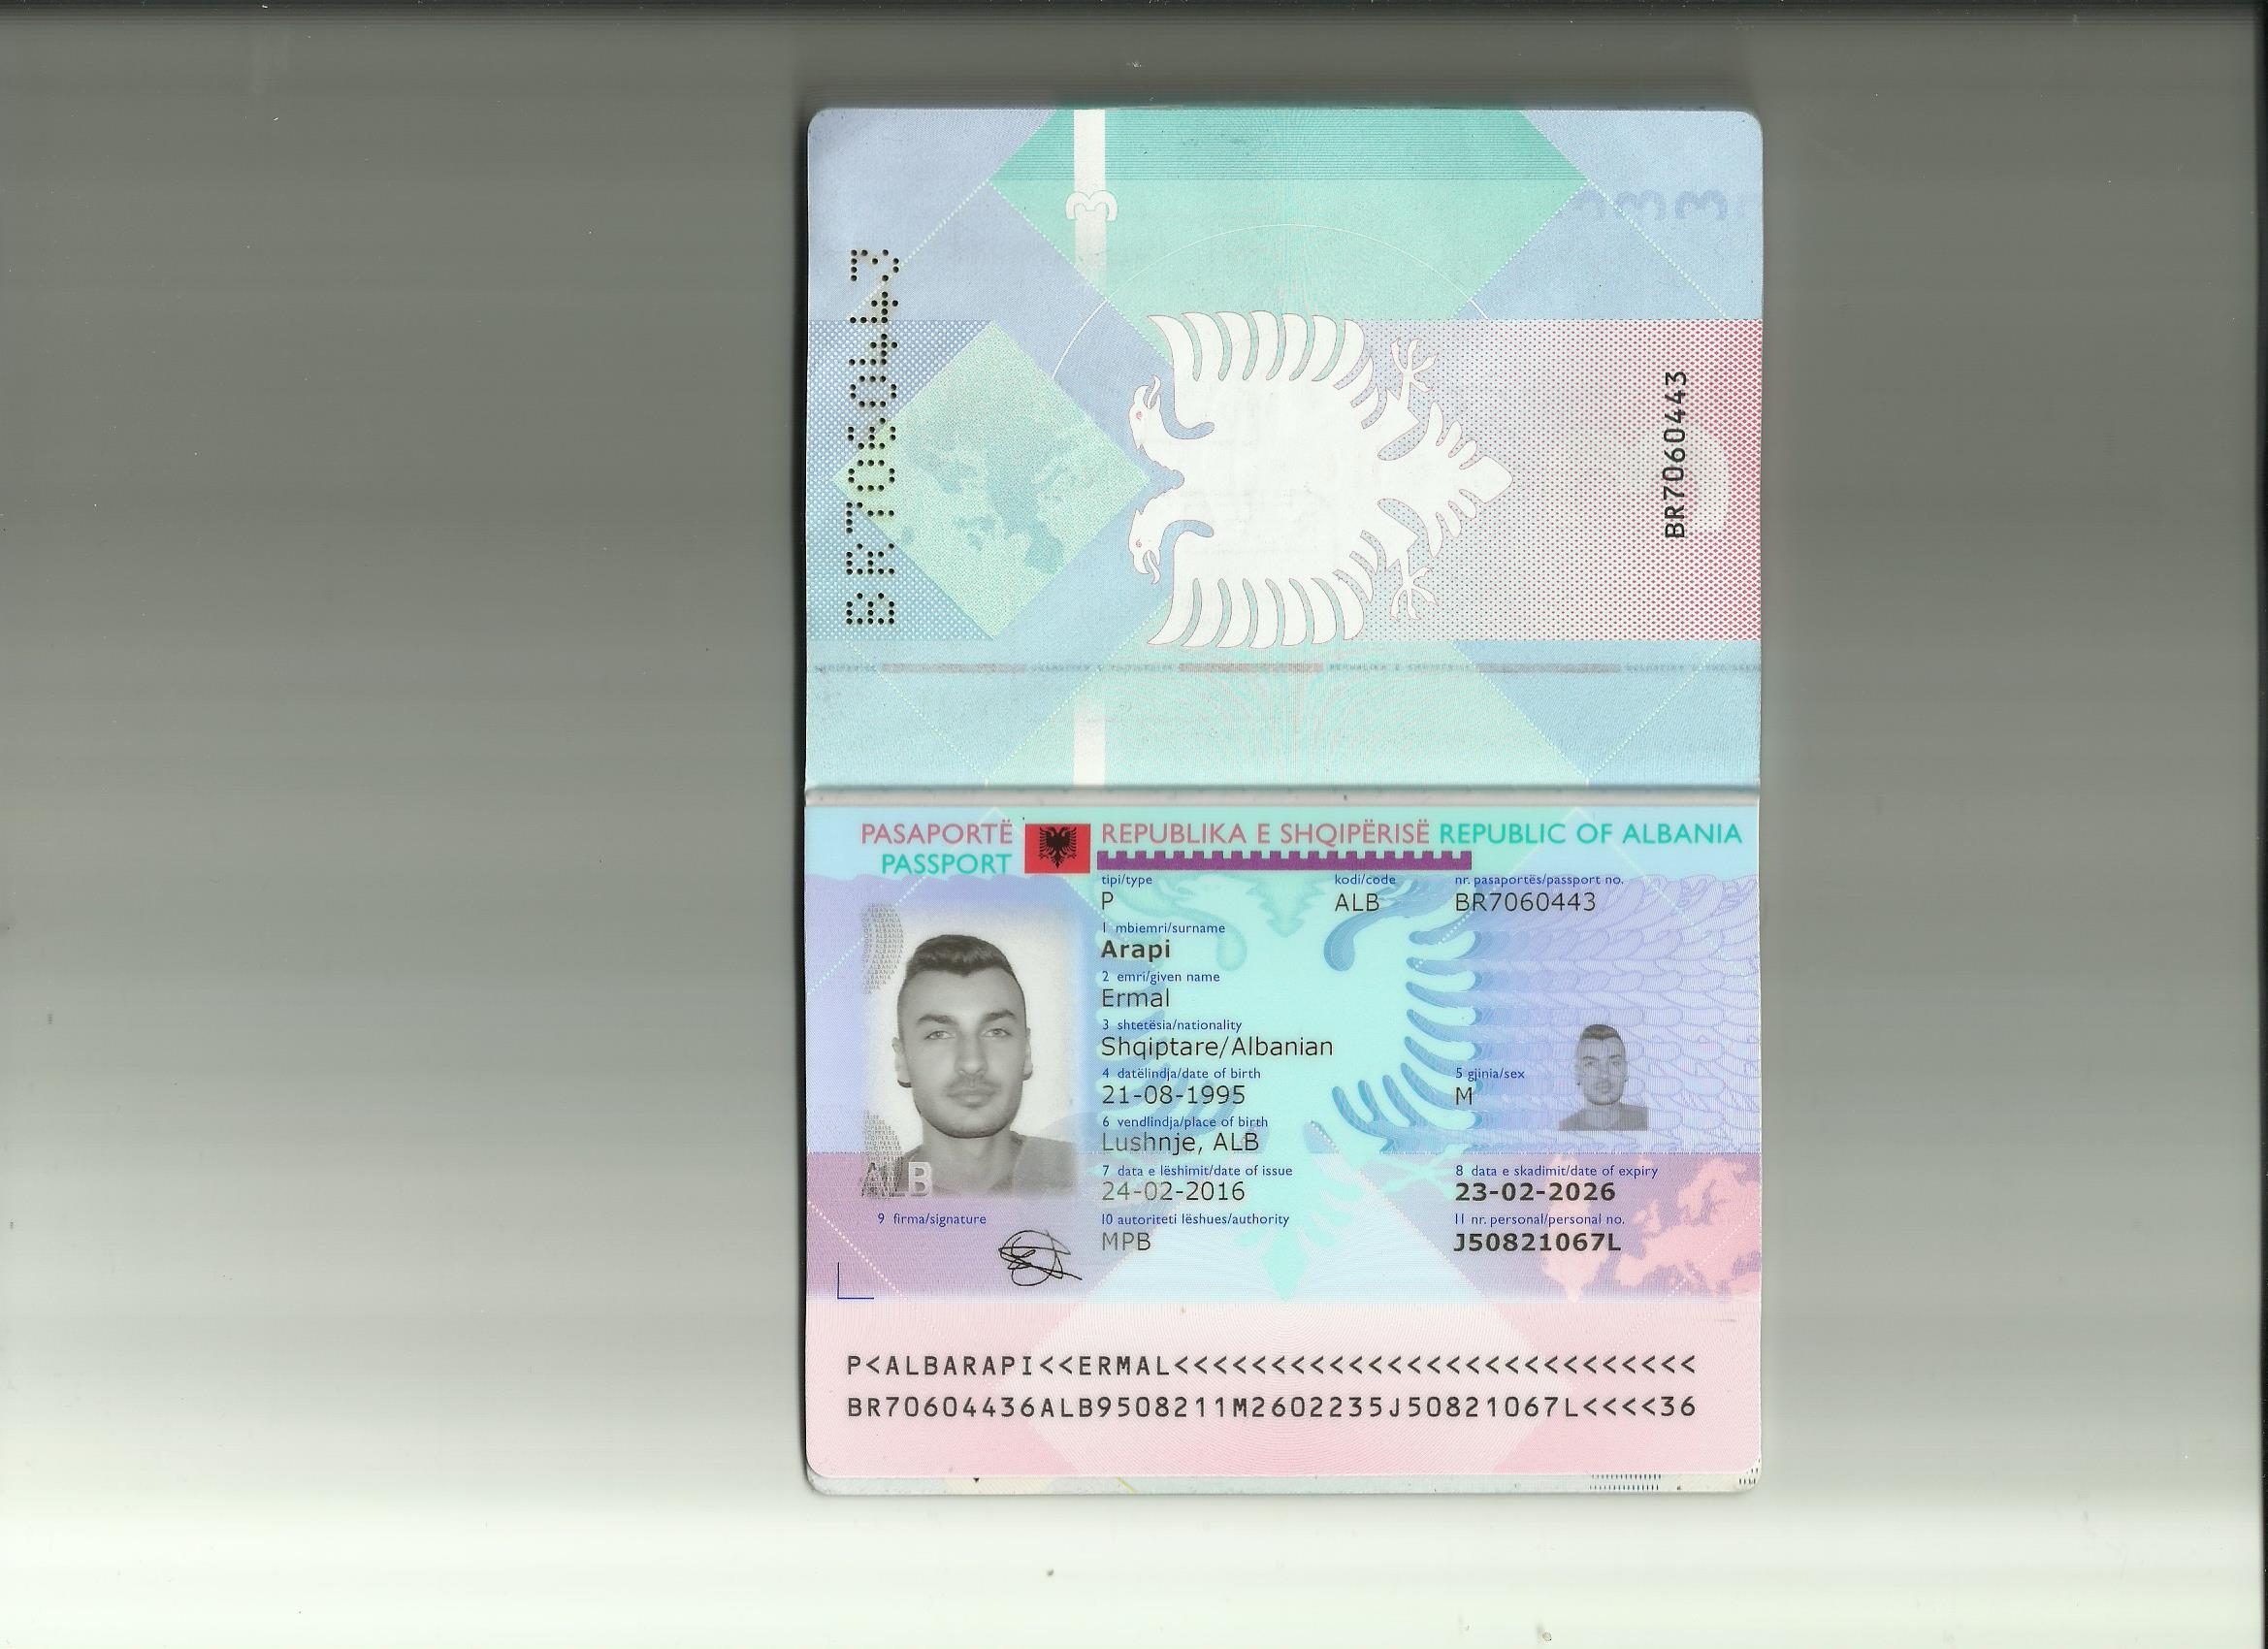 BR7060443
BR7060443
PASAPORTË REPUBLIKA E SHQIPËRISË REPUBLIC OF ALBANIA
PASSPORT
tipi/type kodi/code nr. pasaportës/passport no.
P ALB BR7060443
1 mbiemri/surname
Arapi
2 emri/given name
Ermal
3 shtetësia/nationality
Shqiptare/Albanian
4 datëlindja/date of birth 5 gjinia/sex
21-08-1995 M
6 vendlindja/place of birth
Lushnje, ALB
7 data e lëshimit/date of issue 8 data e skadimit/date of expiry
24-02-2016 23-02-2026
9 firma/signature 10 autoriteti lëshues/authority 11 nr. personal/personal no.
MPB J50821067L
ALB
P<ALBARAPI<<ERMAL<<<<<<<<<<<<<<<<<<<<<<<<<<<
BR70604436ALB9508211M2602235J50821067L<<<<36